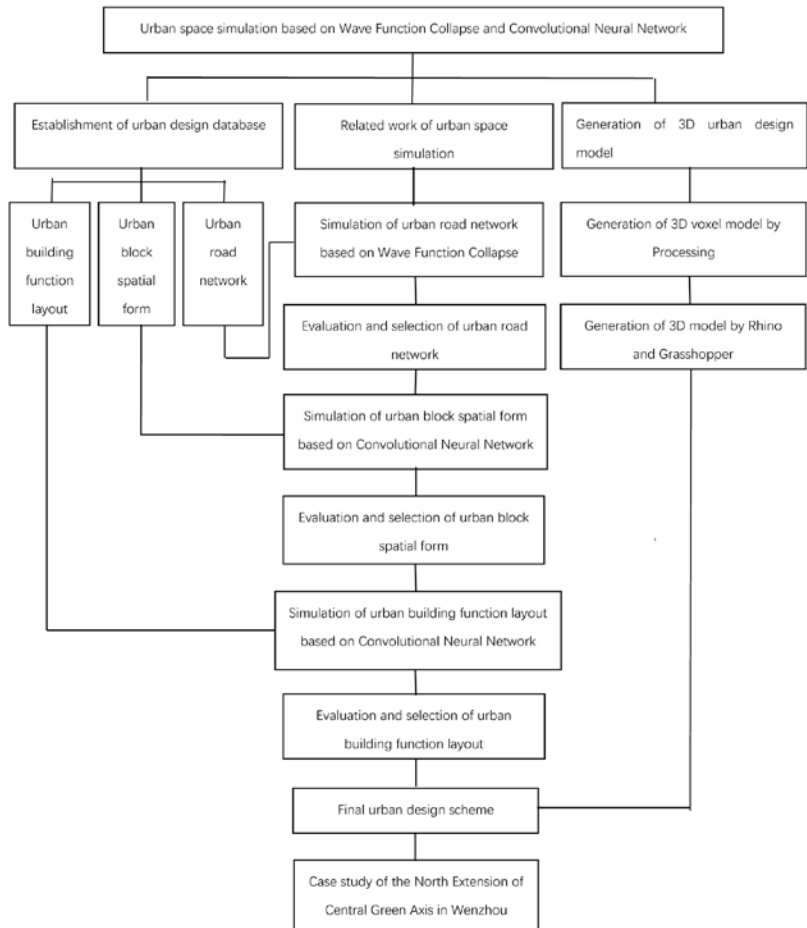 Urban space simulation based on Wave Function Collapse and Convolutional Neural Network
Establishment of urban design database
Related work of urban space
simulation
Generation of 3D urban design
model
Urban
building
function
layout
Urban
block
spatial
form
Urban
road
network
Simulation of urban road network
based on Wave Function Collapse
Generation of 3D voxel model by
Processing
Evaluation and selection of urban road
network
Generation of 3D model by Rhino
and Grasshopper
Simulation of urban block spatial form
based on Convolutional Neural Network
Evaluation and selection of urban block
spatial form
Simulation of urban building function layout
based on Convolutional Neural Network
Evaluation and selection of urban
building function layout
Final urban design scheme
Case study of the North Extension of
Central Green Axis in Wenzhou